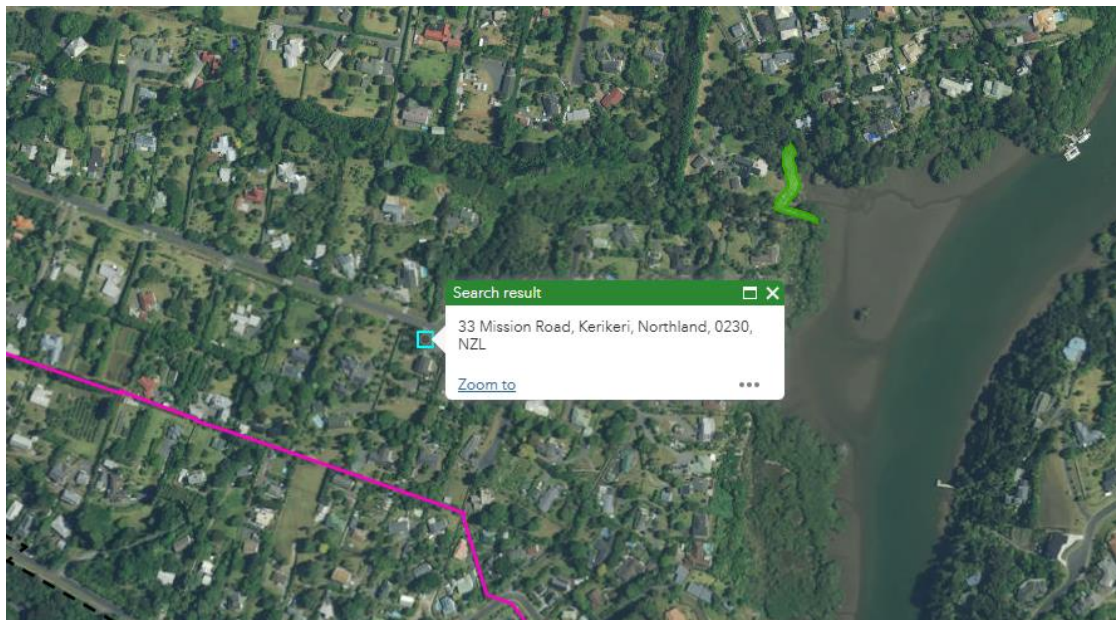 Search result
33 Mission Road, Kerikeri, Northland, 0230,
NZL
Zoom to